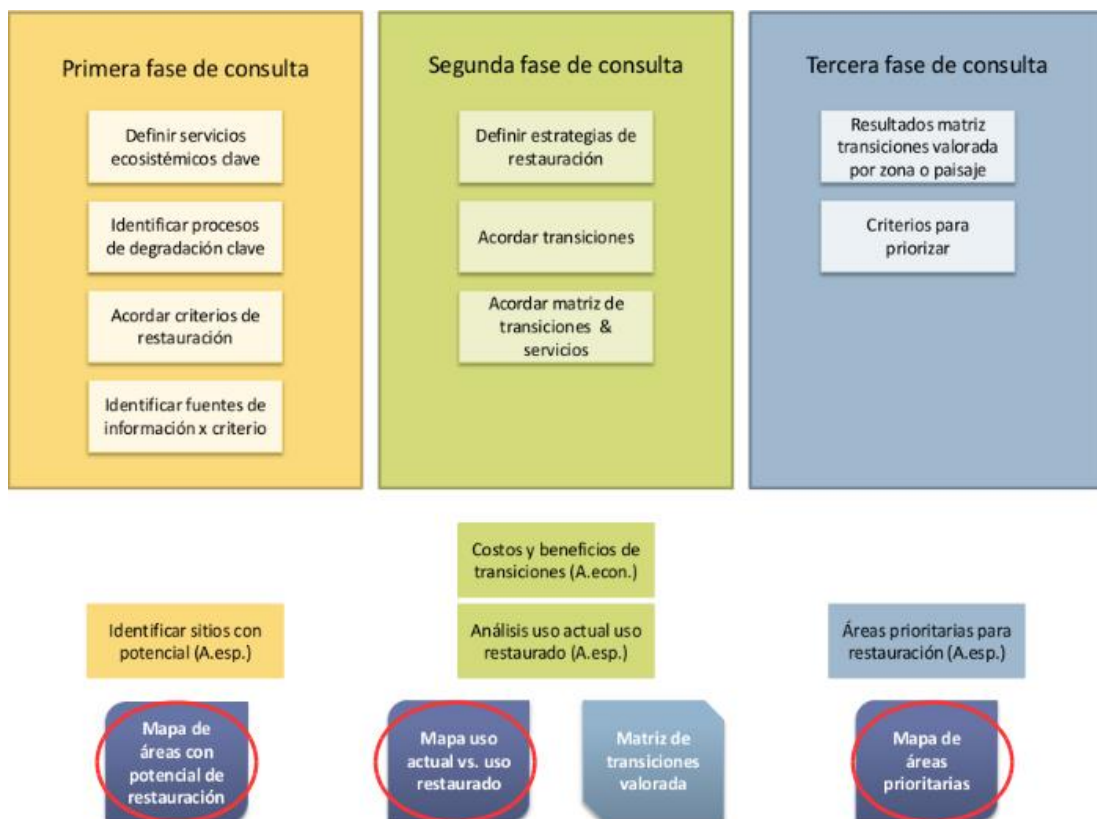 Primera fase de consulta
Definir servicios
ecosistémicos clave
Identificar procesos
de degradación clave
Acordar criterios de
restauración
Identificar fuentes de
información x criterio
Segunda fase de consulta
Definir estrategias de
restauración
Acordar transiciones
Acordar matriz de
transiciones &
servicios
Tercera fase de consulta
Resultados matriz
transiciones valorada
por zona o paisaje
Criterios para
priorizar
Costos y beneficios de
transiciones (A.econ.)
Identificar sitios con
potencial (A.esp.)
Análisis uso actual uso
restaurado (A.esp.)
Áreas prioritarias para
restauración (A.esp.)
Mapa de
áreas con
potencial de
restauración
Mapa uso
actual vs. uso
restaurado
Matriz de
transiciones
valorada
Mapa de
áreas
prioritarias